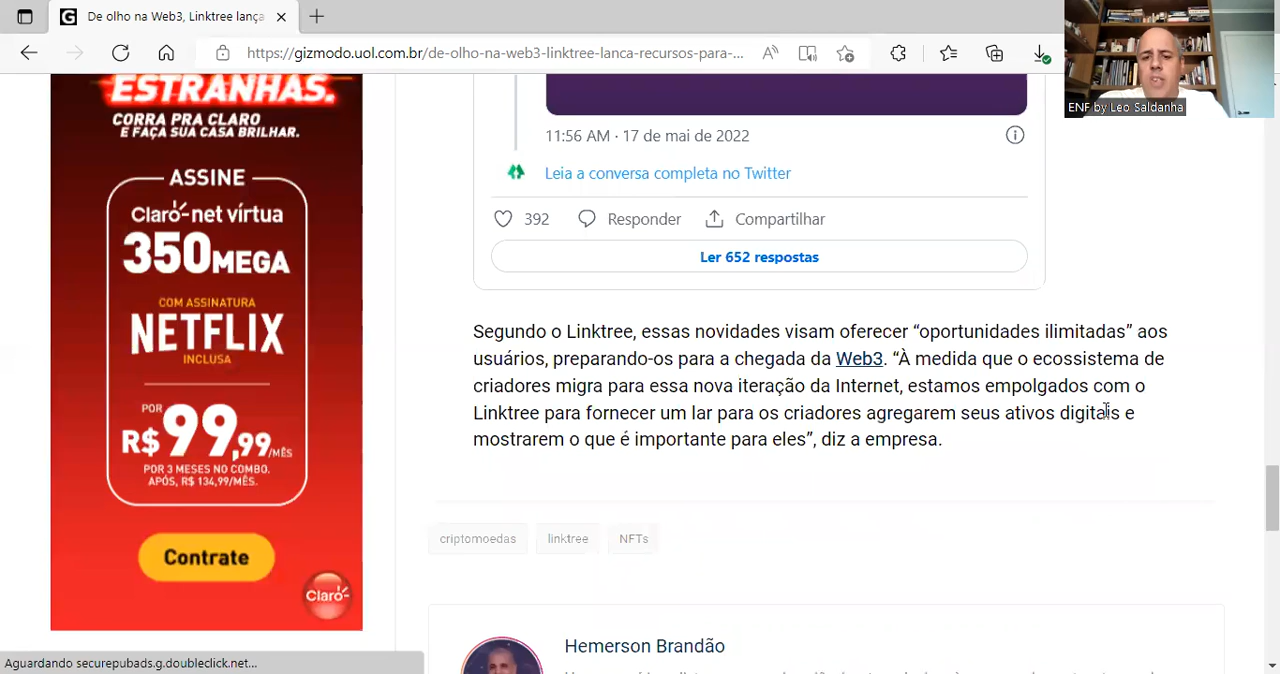 De olho na Web3, Linktree lança
https://gizmodo.uol.com.br/de-olho-na-web3-linktree-lanca-recursos-para-...
ENF by Leo Saldanha
ESTRANHAS.
CORRA PRA CLARO
E FAÇA SUA CASA BRILHAR.
ASSINE
Claro-net vírtua
350MEGA
COM ASSINATURA
NETFLIX
INCLUSA
POR
R$99,99/MÊS
POR 3 MESES NO COMBO.
APÓS, R$ 134,99/MÊS.
Contrate
Claro
11:56 AM · 17 de mai de 2022
Leia a conversa completa no Twitter
392 Responder Compartilhar
Ler 652 respostas
Segundo o Linktree, essas novidades visam oferecer “oportunidades ilimitadas” aos
usuários, preparando-os para a chegada da Web3. “À medida que o ecossistema de
criadores migra para essa nova iteração da Internet, estamos empolgados com o
Linktree para fornecer um lar para os criadores agregarem seus ativos digitais e
mostrarem o que é importante para eles”, diz a empresa.
criptomoedas linktree NFTs
Hemerson Brandão
Aguardando securepubads.g.doubleclick.net...